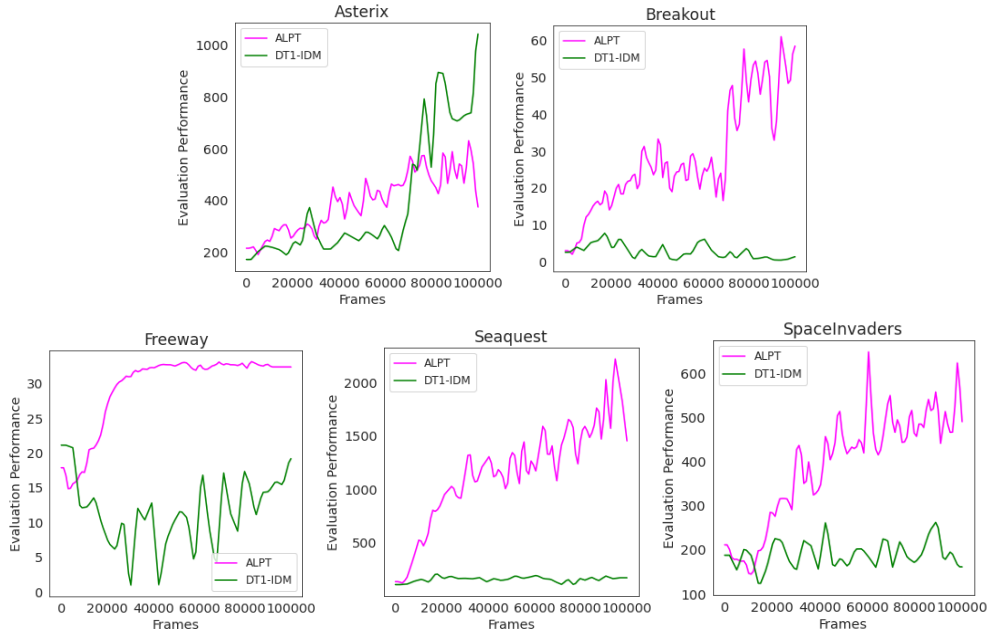 Asterix
Evaluation Performance
1000
800
600
400
200
ALPT
DT1-IDM
0 20000 40000 60000 80000 100000
Frames
Breakout
Evaluation Performance
60
50
40
30
20
10
0
ALPT
DT1-IDM
0 20000 40000 60000 80000 100000
Frames
Freeway
Evaluation Performance
30
25
20
15
10
5
0
ALPT
DT1-IDM
0 20000 40000 60000 80000 100000
Frames
Seaquest
Evaluation Performance
2000
1500
1000
500
ALPT
DT1-IDM
0 20000 40000 60000 80000 100000
Frames
SpaceInvaders
Evaluation Performance
600
500
400
300
200
100
ALPT
DT1-IDM
0 20000 40000 60000 80000 100000
Frames